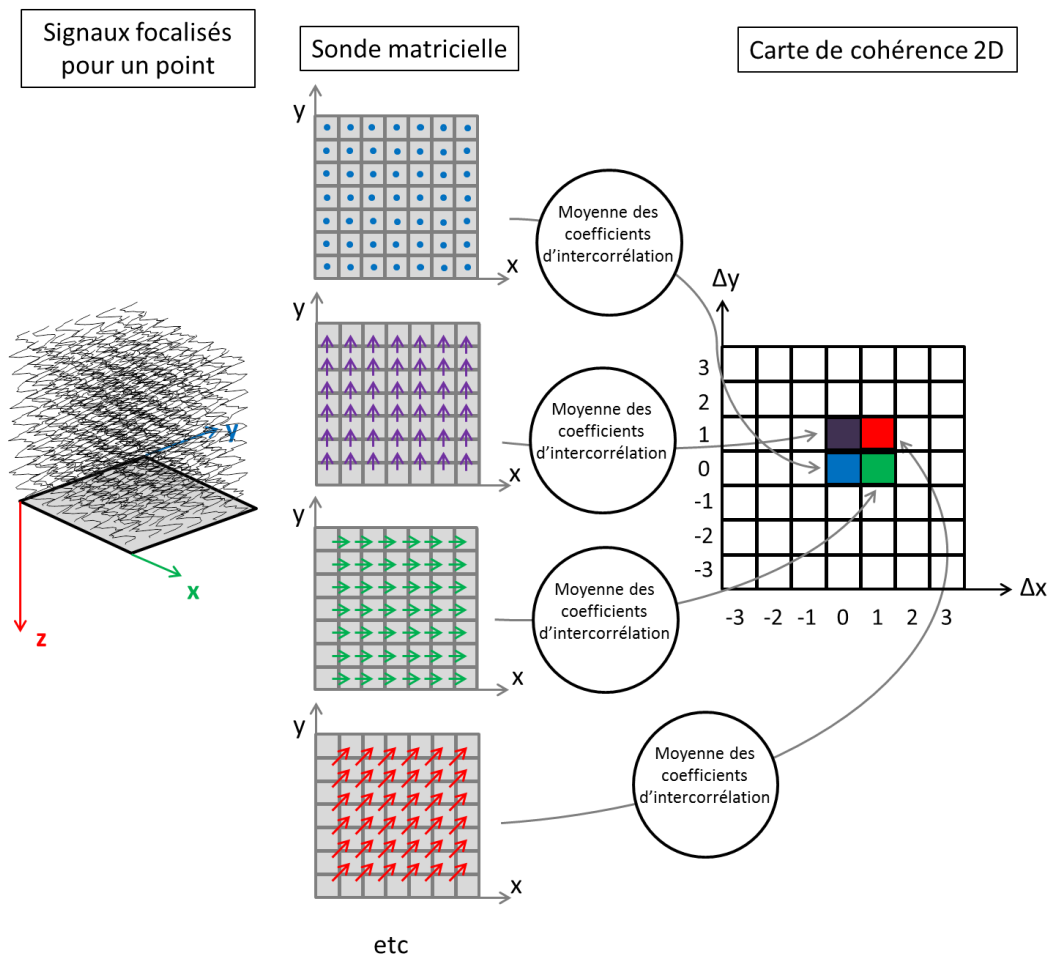 Signaux focalisés
pour un point
Sonde matricielle
Carte de cohérence 2D
y
x
Moyenne des
coefficients
d’intercorrélation
y
x
Moyenne des
coefficients
d’intercorrélation
y
x
Moyenne des
coefficients
d’intercorrélation
y
x
Moyenne des
coefficients
d’intercorrélation
etc
y
x
z
Δy
3
2
1
0
-1
-2
-3
Δx
-3 -2 -1 0 1 2 3